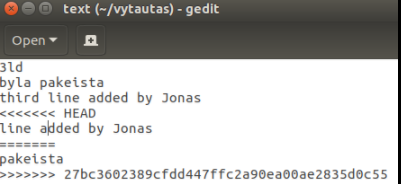 text (~/vytautas) - gedit
Open
3ld
byla pakeista
third line added by Jonas
<<<<<<< HEAD
line added by Jonas
=======
pakeista
>>>>>>> 27bc3602389cfdd447ffc2a90ea00ae2835d0c55